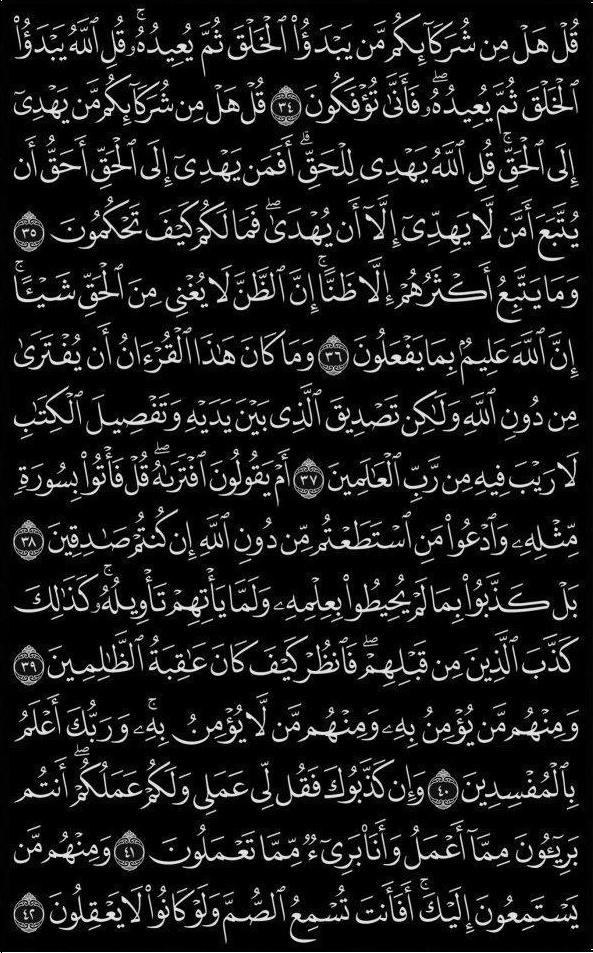 قُلۡ هَلۡ مِن شُرَكَآئِكُم مَّن يَبۡدَؤُاْ ٱلۡخَلۡقَ ثُمَّ يُعِيدُهُۥۚ قُلِ ٱللَّهُ يَبۡدَؤُاْ
ٱلۡخَلۡقَ ثُمَّ يُعِيدُهُۥۖ فَأَنَّىٰ تُؤۡفَكُونَ ٣٤ قُلۡ هَلۡ مِن شُرَكَآئِكُم مَّن يَهۡدِيٓ
إِلَى ٱلۡحَقِّۚ قُلِ ٱللَّهُ يَهۡدِي لِلۡحَقِّۗ أَفَمَن يَهۡدِيٓ إِلَى ٱلۡحَقِّ أَحَقُّ أَن
يُتَّبَعَ أَمَّن لَّا يَهِدِّيٓ إِلَّآ أَن يُهۡدَىٰۖ فَمَا لَكُمۡ كَيۡفَ تَحۡكُمُونَ ٣٥
وَمَا يَتَّبِعُ أَكۡثَرُهُمۡ إِلَّا ظَنًّاۚ إِنَّ ٱلظَّنَّ لَا يُغۡنِي مِنَ ٱلۡحَقِّ شَيۡـًٔاۚ
إِنَّ ٱللَّهَ عَلِيمُۢ بِمَا يَفۡعَلُونَ ٣٦ وَمَا كَانَ هَٰذَا ٱلۡقُرۡءَانُ أَن يُفۡتَرَىٰ
مِن دُونِ ٱللَّهِ وَلَٰكِن تَصۡدِيقَ ٱلَّذِي بَيۡنَ يَدَيۡهِ وَتَفۡصِيلَ ٱلۡكِتَٰبِ
لَا رَيۡبَ فِيهِ مِن رَّبِّ ٱلۡعَٰلَمِينَ ٣٧ أَمۡ يَقُولُونَ ٱفۡتَرَىٰهُۖ قُلۡ فَأۡتُواْ بِسُورَةٖ
مِّثۡلِهِۦ وَٱدۡعُواْ مَنِ ٱسۡتَطَعۡتُم مِّن دُونِ ٱللَّهِ إِن كُنتُمۡ صَٰدِقِينَ ٣٨
بَلۡ كَذَّبُواْ بِمَا لَمۡ يُحِيطُواْ بِعِلۡمِهِۦ وَلَمَّا يَأۡتِهِمۡ تَأۡوِيلُهُۥۚ كَذَٰلِكَ
كَذَّبَ ٱلَّذِينَ مِن قَبۡلِهِمۡۖ فَٱنظُرۡ كَيۡفَ كَانَ عَٰقِبَةُ ٱلظَّٰلِمِينَ ٣٩
وَمِنۡهُم مَّن يُؤۡمِنُ بِهِۦ وَمِنۡهُم مَّن لَّا يُؤۡمِنُ بِهِۦۚ وَرَبُّكَ أَعۡلَمُ
بِٱلۡمُفۡسِدِينَ ٤٠ وَإِن كَذَّبُوكَ فَقُل لِّي عَمَلِي وَلَكُمۡ عَمَلُكُمۡۖ أَنتُم
بَرِيٓـُٔونَ مِمَّآ أَعۡمَلُ وَأَنَا۠ بَرِيٓءٞ مِّمَّا تَعۡمَلُونَ ٤١ وَمِنۡهُم مَّن
يَسۡتَمِعُونَ إِلَيۡكَۚ أَفَأَنتَ تُسۡمِعُ ٱلصُّمَّ وَلَوۡ كَانُواْ لَا يَعۡقِلُونَ ٤٢